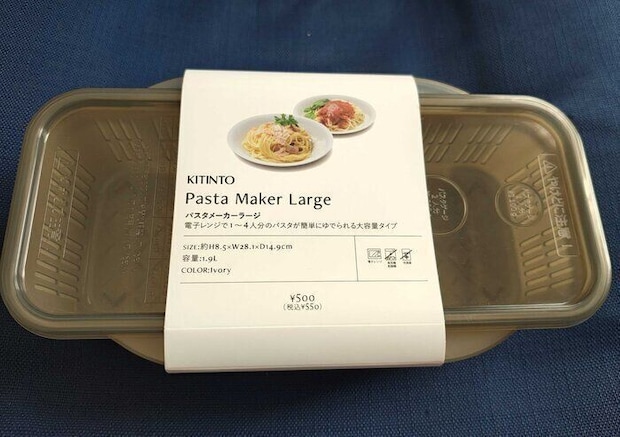 KITINTO
Pasta Maker Large
パスタメーカーラージ
電子レンジで1〜4人分のパスタが簡単にゆでられる大容量タイプ
SIZE:約H8.5×W28.1×D14.9cm
容量:1.9L
COLOR:Ivory
¥500
(税込¥550)